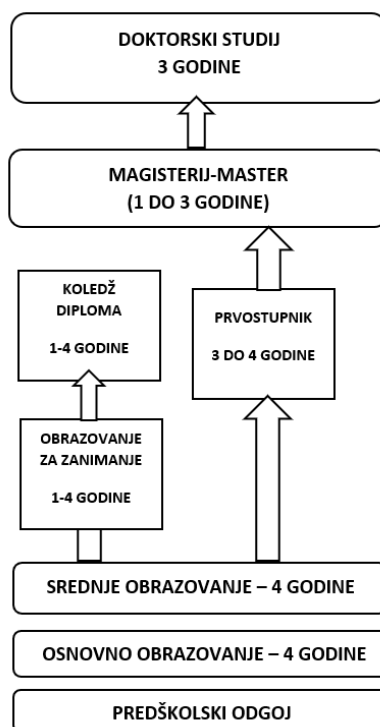 DOKTORSKI STUDIJ
3 GODINE
MAGISTERIJ-MASTER
(1 DO 3 GODINE)
KOLEDŽ
DIPLOMA
1-4 GODINE
PRVOSTUPNIK
3 DO 4 GODINE
OBRAZOVANJE
ZA ZANIMANJE
1-4 GODINE
SREDNJE OBRAZOVANJE – 4 GODINE
OSNOVNO OBRAZOVANJE – 4 GODINE
PREDŠKOLSKI ODGOJ